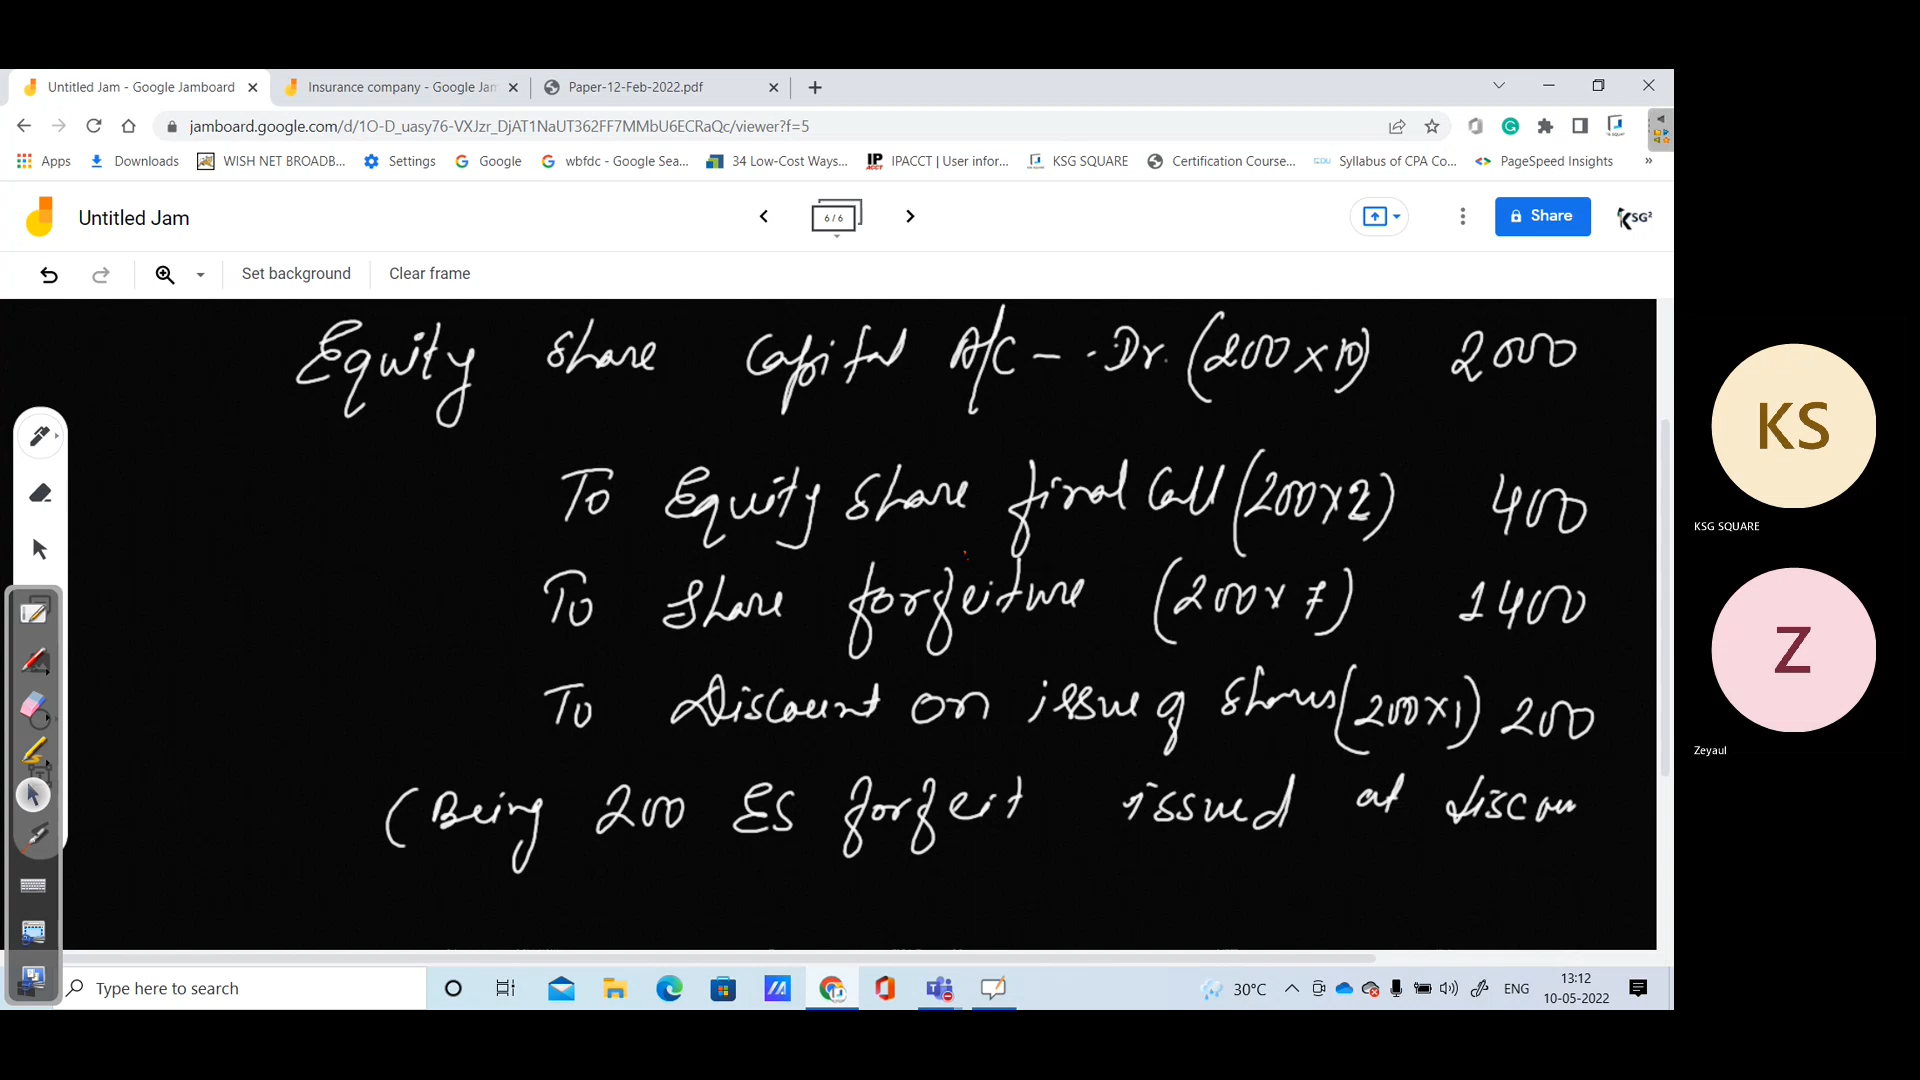 Untitled Jam - Google Jamboard
Insurance company - Google Jam
Paper-12-Feb-2022.pdf
jamboard.google.com/d/1O-D_uasy76-VXJzr_DjAT1NaUT362FF7MMbU6ECRaQc/viewer?f=5
Apps Downloads WISH NET BROADB... Settings Google wbfdc - Google Sea... 34 Low-Cost Ways... IPACCT | User infor... KSG SQUARE Certification Course... Syllabus of CPA Co... PageSpeed Insights »
Untitled Jam 6 / 6 Share KSG²
Set background Clear frame
Equity share Capital A/C - - Dr. (200 x 10) 2000
To Equity Share final Call (200 x 2) 400
To Share forfeiture (200 x 7) 1400
To Discount on issue of shares (200 x 1) 200
(Being 200 ES forfeit issued at discoun
KS
KSG SQUARE
Z
Zeyaul
Type here to search 30°C ENG 13:12
10-05-2022